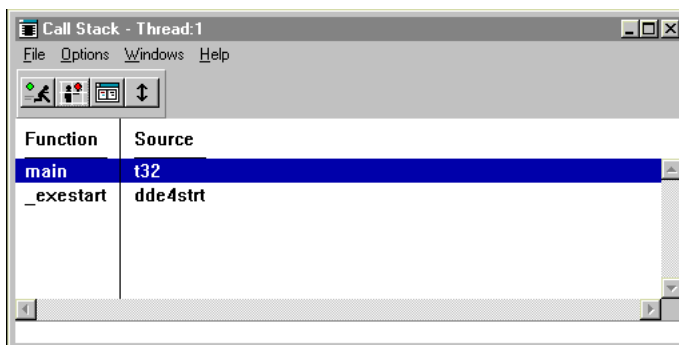 Call Stack - Thread:1
File Options Windows Help
Function Source
main t32
_exestart dde4strt